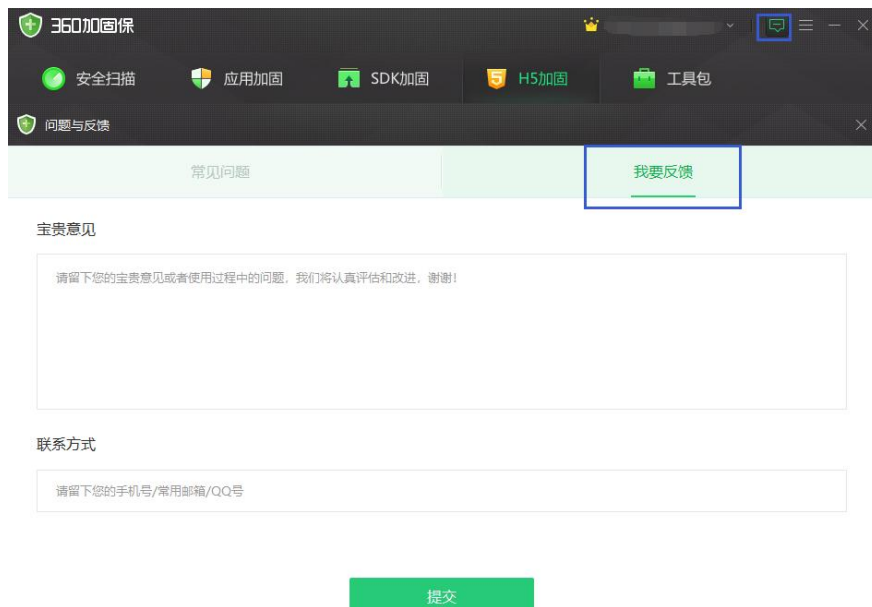 360加固保
安全扫描 应用加固 SDK加固 H5加固 工具包
问题与反馈
常见问题 我要反馈
宝贵意见
请留下您的宝贵意见或者使用过程中的问题，我们将认真评估和改进，谢谢！
联系方式
请留下您的手机号/常用邮箱/QQ号
提交